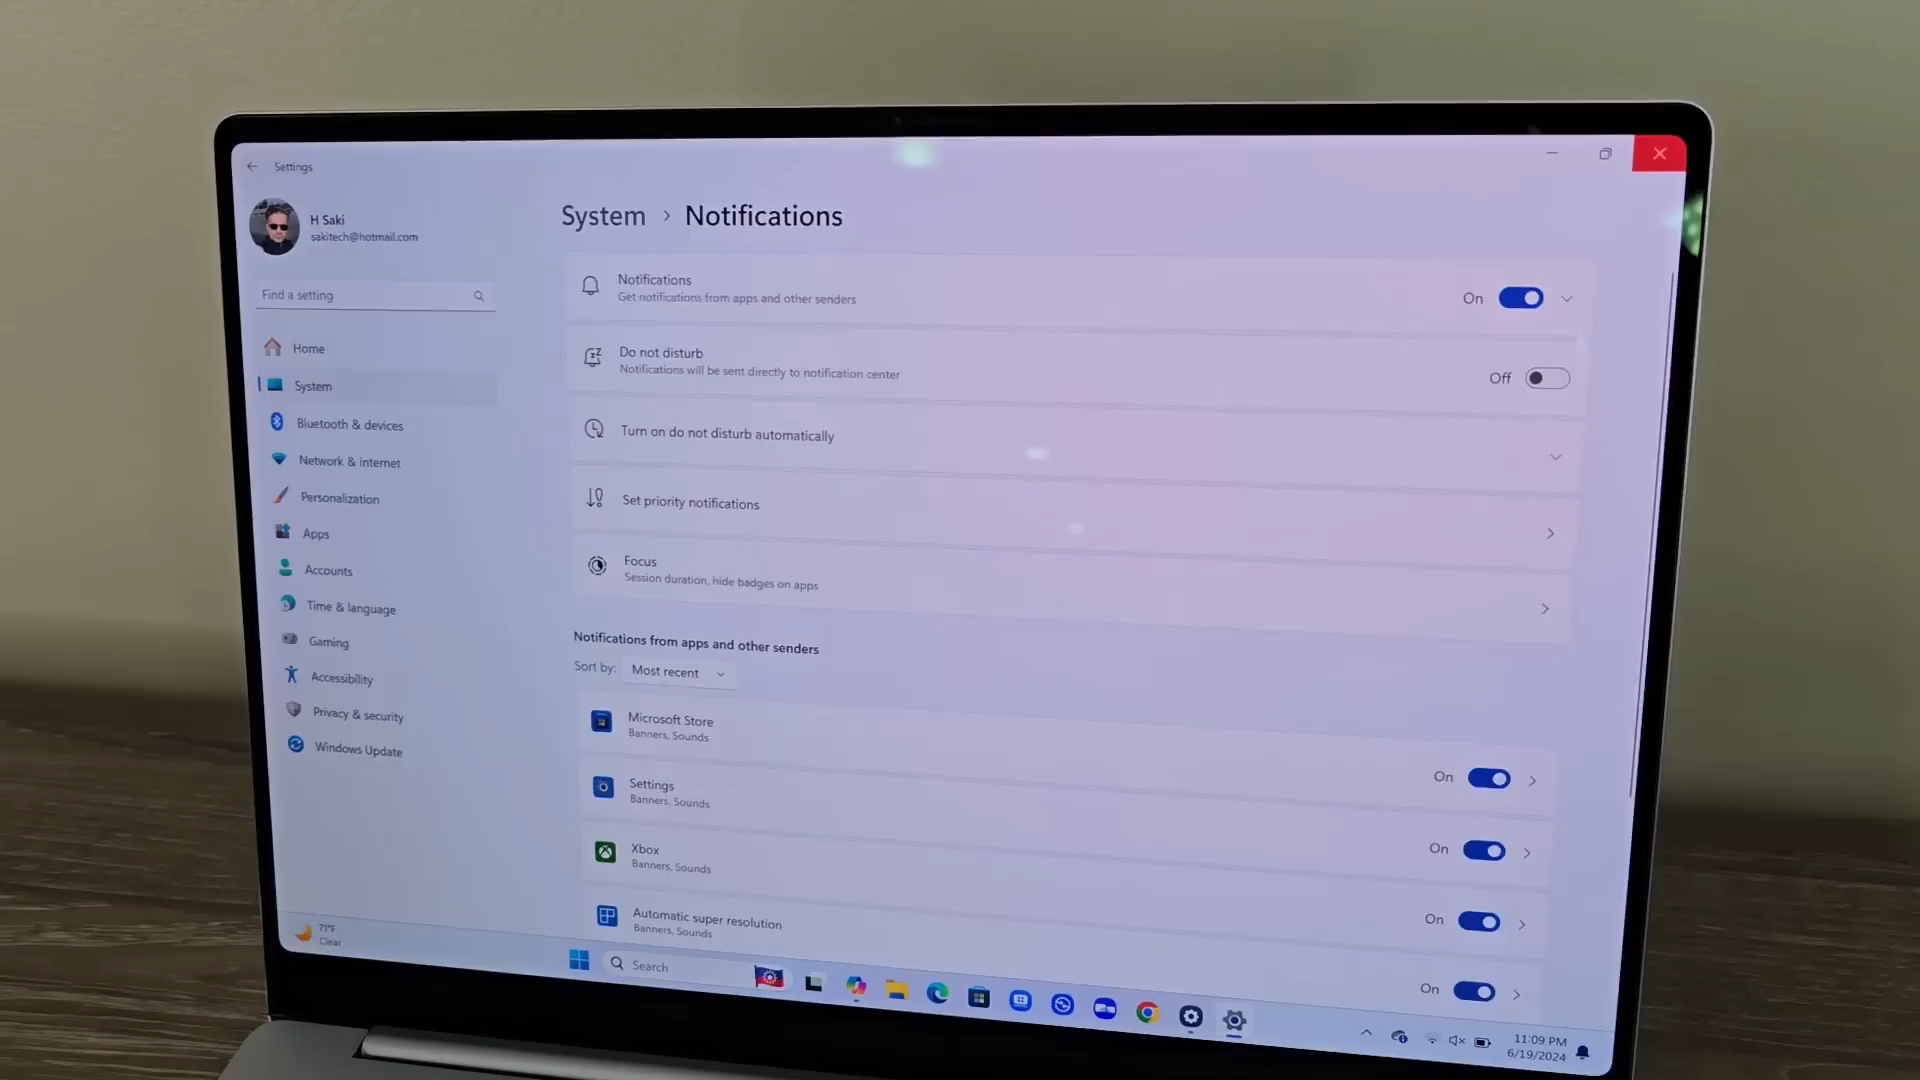 Settings
H Saki
sakitech@hotmail.com
Find a setting
Home
System
Bluetooth & devices
Network & internet
Personalization
Apps
Accounts
Time & language
Gaming
Accessibility
Privacy & security
Windows Update
System > Notifications
Notifications
Get notifications from apps and other senders
On
Do not disturb
Notifications will be sent directly to notification center
Off
Turn on do not disturb automatically
Set priority notifications
Focus
Session duration, hide badges on apps
Notifications from apps and other senders
Sort by: Most recent
Microsoft Store
Banners, Sounds
On
Settings
Banners, Sounds
On
Xbox
Banners, Sounds
On
Automatic super resolution
Banners, Sounds
On
71°F
Clear
Search
11:09 PM
6/19/2024